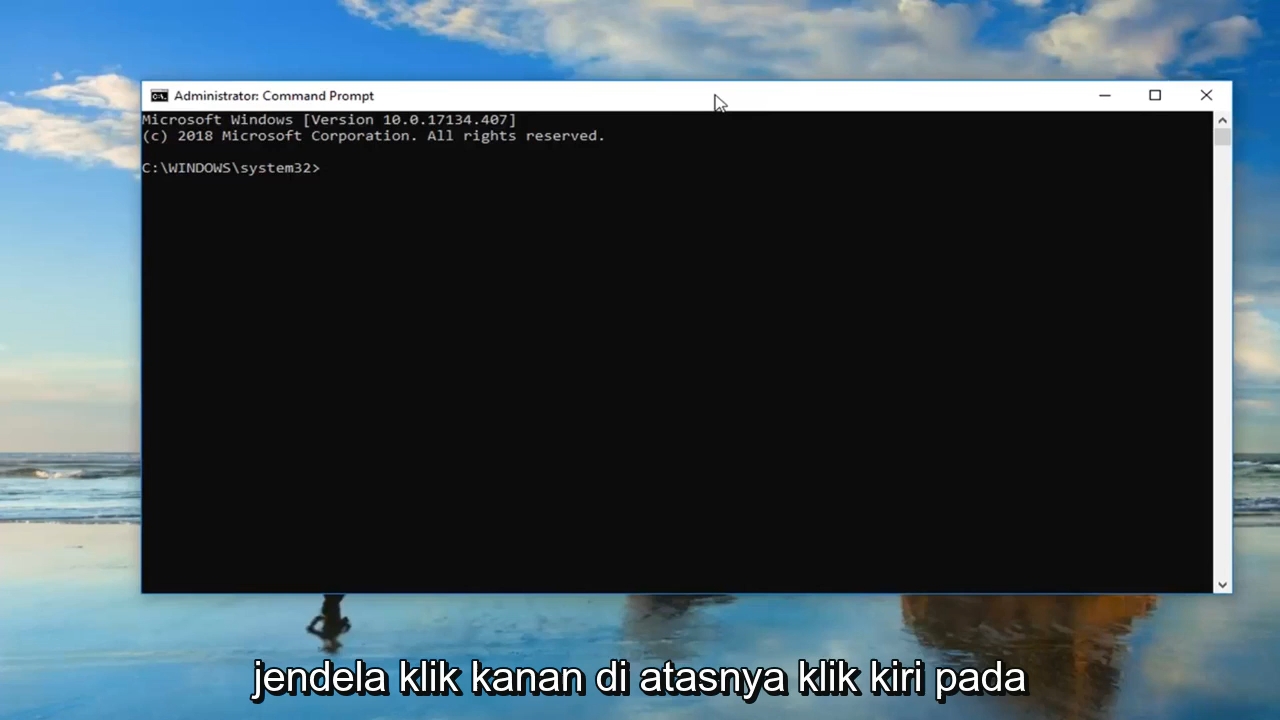 Administrator: Command Prompt
Microsoft Windows [Version 10.0.17134.407]
(c) 2018 Microsoft Corporation. All rights reserved.
C:\WINDOWS\system32>
jendela klik kanan di atasnya klik kiri pada